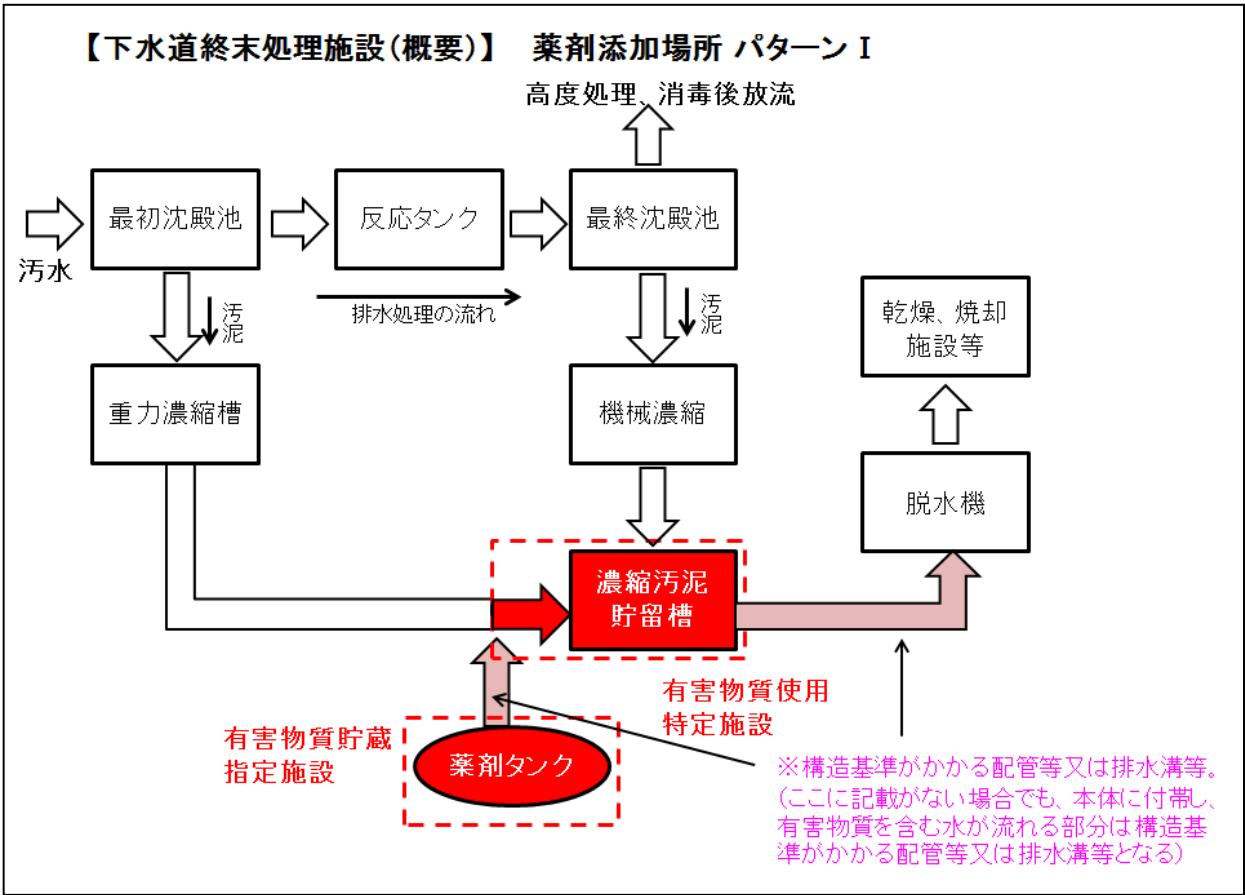 【下水道終末処理施設(概要)】　薬剤添加場所 パターン Ⅰ
高度処理、消毒後放流
最初沈殿池
反応タンク
最終沈殿池
汚水
汚
泥
排水処理の流れ
汚
泥
乾燥、焼却
施設等
重力濃縮槽
機械濃縮
脱水機
濃縮汚泥
貯留槽
有害物質使用
特定施設
有害物質貯蔵
指定施設
薬剤タンク
※構造基準がかかる配管等又は排水溝等。
(ここに記載がない場合でも、本体に付帯し、
有害物質を含む水が流れる部分は構造基
準がかかる配管等又は排水溝等となる)